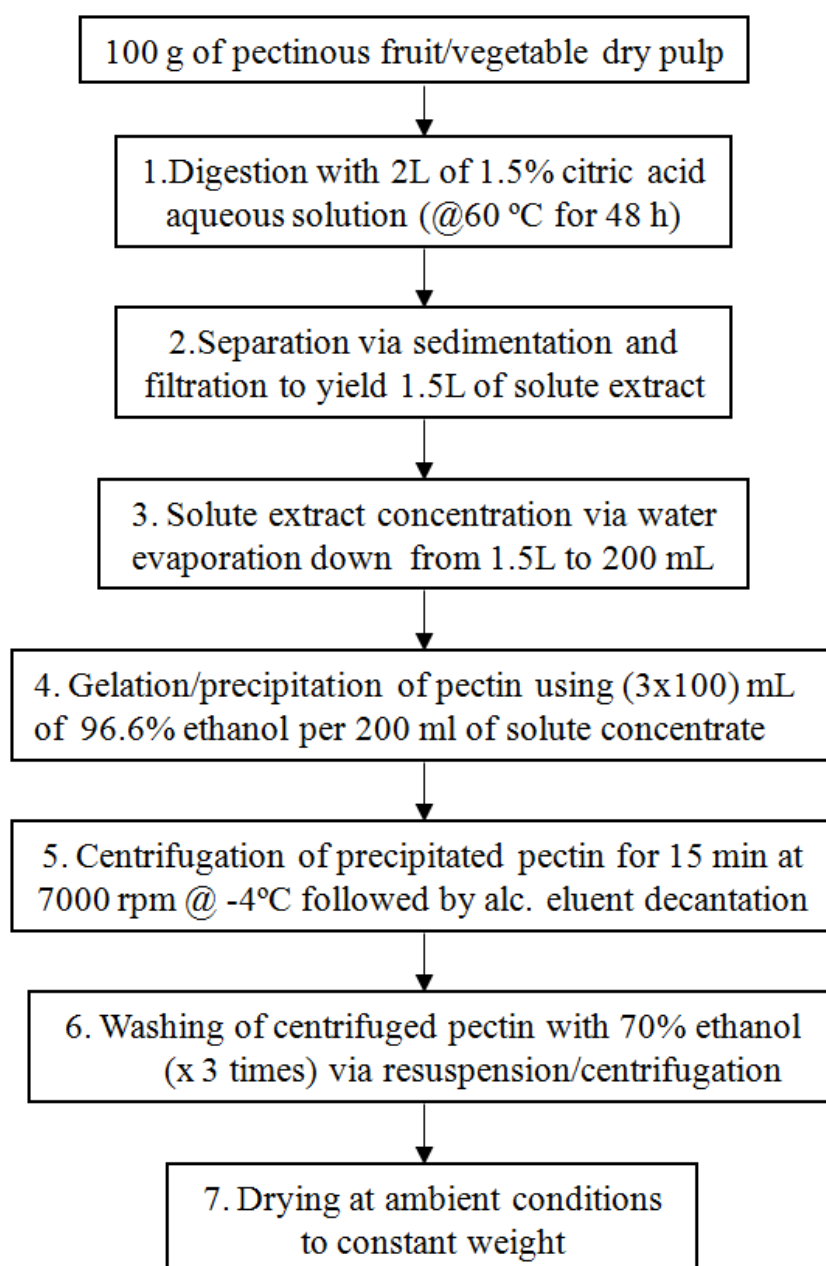 100 g of pectinous fruit/vegetable dry pulp
1.Digestion with 2L of 1.5% citric acid
aqueous solution (@60 ºC for 48 h)
2.Separation via sedimentation and
filtration to yield 1.5L of solute extract
3. Solute extract concentration via water
evaporation down from 1.5L to 200 mL
4. Gelation/precipitation of pectin using (3x100) mL
of 96.6% ethanol per 200 ml of solute concentrate
5. Centrifugation of precipitated pectin for 15 min at
7000 rpm @ -4ºC followed by alc. eluent decantation
6. Washing of centrifuged pectin with 70% ethanol
(x 3 times) via resuspension/centrifugation
7. Drying at ambient conditions
to constant weight